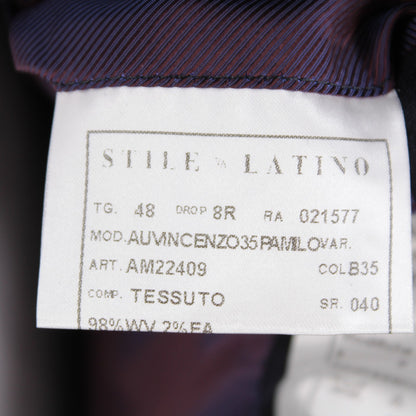 STILE LATINO
TG. 48 DROP 8R RA 021577
MOD. AUVINCENZO35PAMILO VAR.
ART. AM22409 COL B35
COMP. TESSUTO SR. 040
98%WV 2%EA